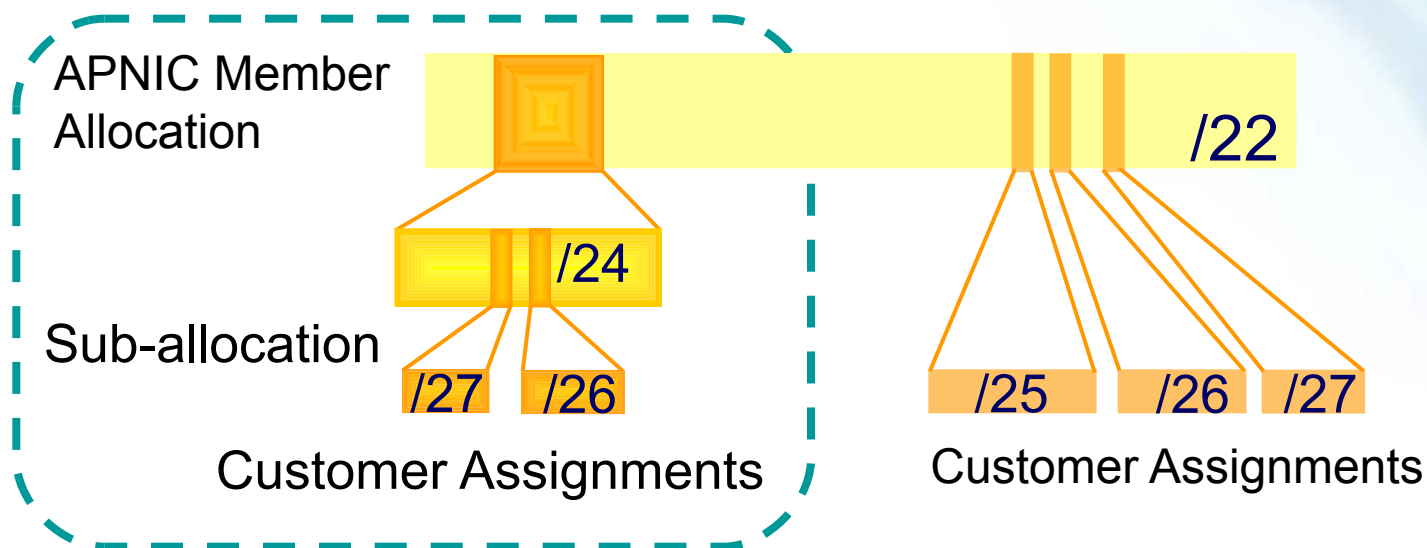 APNIC Member
Allocation
/22
/24
Sub-allocation
/27 /26
/25 /26 /27
Customer Assignments
Customer Assignments